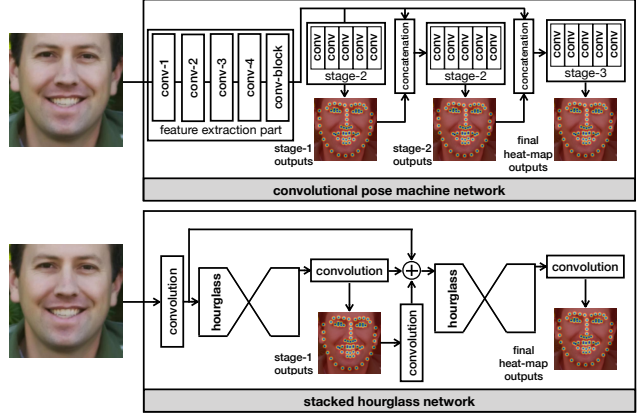 conv-1
conv-2
conv-3
conv-4
conv-block
feature extraction part
conv
conv
conv
conv
conv
stage-2
stage-1
outputs
concatenation
conv
conv
conv
conv
conv
stage-2
stage-2
outputs
concatenation
conv
conv
conv
conv
conv
stage-3
final
heat-map
outputs
convolutional pose machine network
convolution
hourglass
convolution
stage-1
outputs
convolution
hourglass
convolution
final
heat-map
outputs
stacked hourglass network